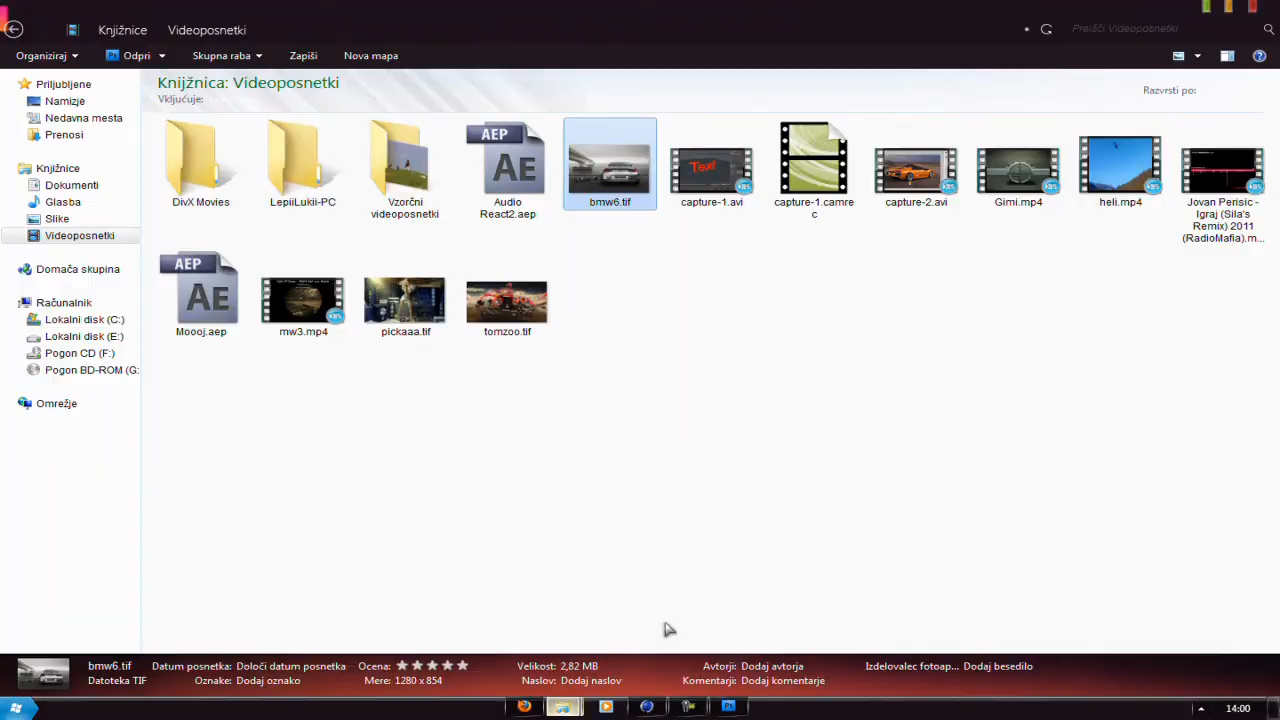 Knjižnice Videoposnetki
Preišči Videoposnetki
Organiziraj Odpri Skupna raba Zapiši Nova mapa
Priljubljene
Namizje
Nedavna mesta
Prenosi
Knjižnice
Dokumenti
Glasba
Slike
Videoposnetki
Domača skupina
Računalnik
Lokalni disk (C:)
Lokalni disk (E:)
Pogon CD (F:)
Pogon BD-ROM (G:
Omrežje
Knjižnica: Videoposnetki
Vključuje:
Razvrsti po:
DivX Movies
LepiiLukii-PC
Vzorčni
videoposnetki
AEP
AE
Audio
React2.aep
bmw6.tif
capture-1.avi
capture-1.camre
c
capture-2.avi
Gimi.mp4
heli.mp4
Jovan Perisic -
Igraj (Sila's
Remix) 2011
(RadioMafia).m...
AEP
AE
Moooj.aep
mw3.mp4
pickaaa.tif
tomzoo.tif
bmw6.tif Datum posnetka: Določi datum posnetka Ocena: Velikost: 2,82 MB Avtorji: Dodaj avtorja Izdelovalec fotoap... Dodaj besedilo
Datoteka TIF Oznake: Dodaj oznako Mere: 1280 x 854 Naslov: Dodaj naslov Komentarji: Dodaj komentarje
14:00